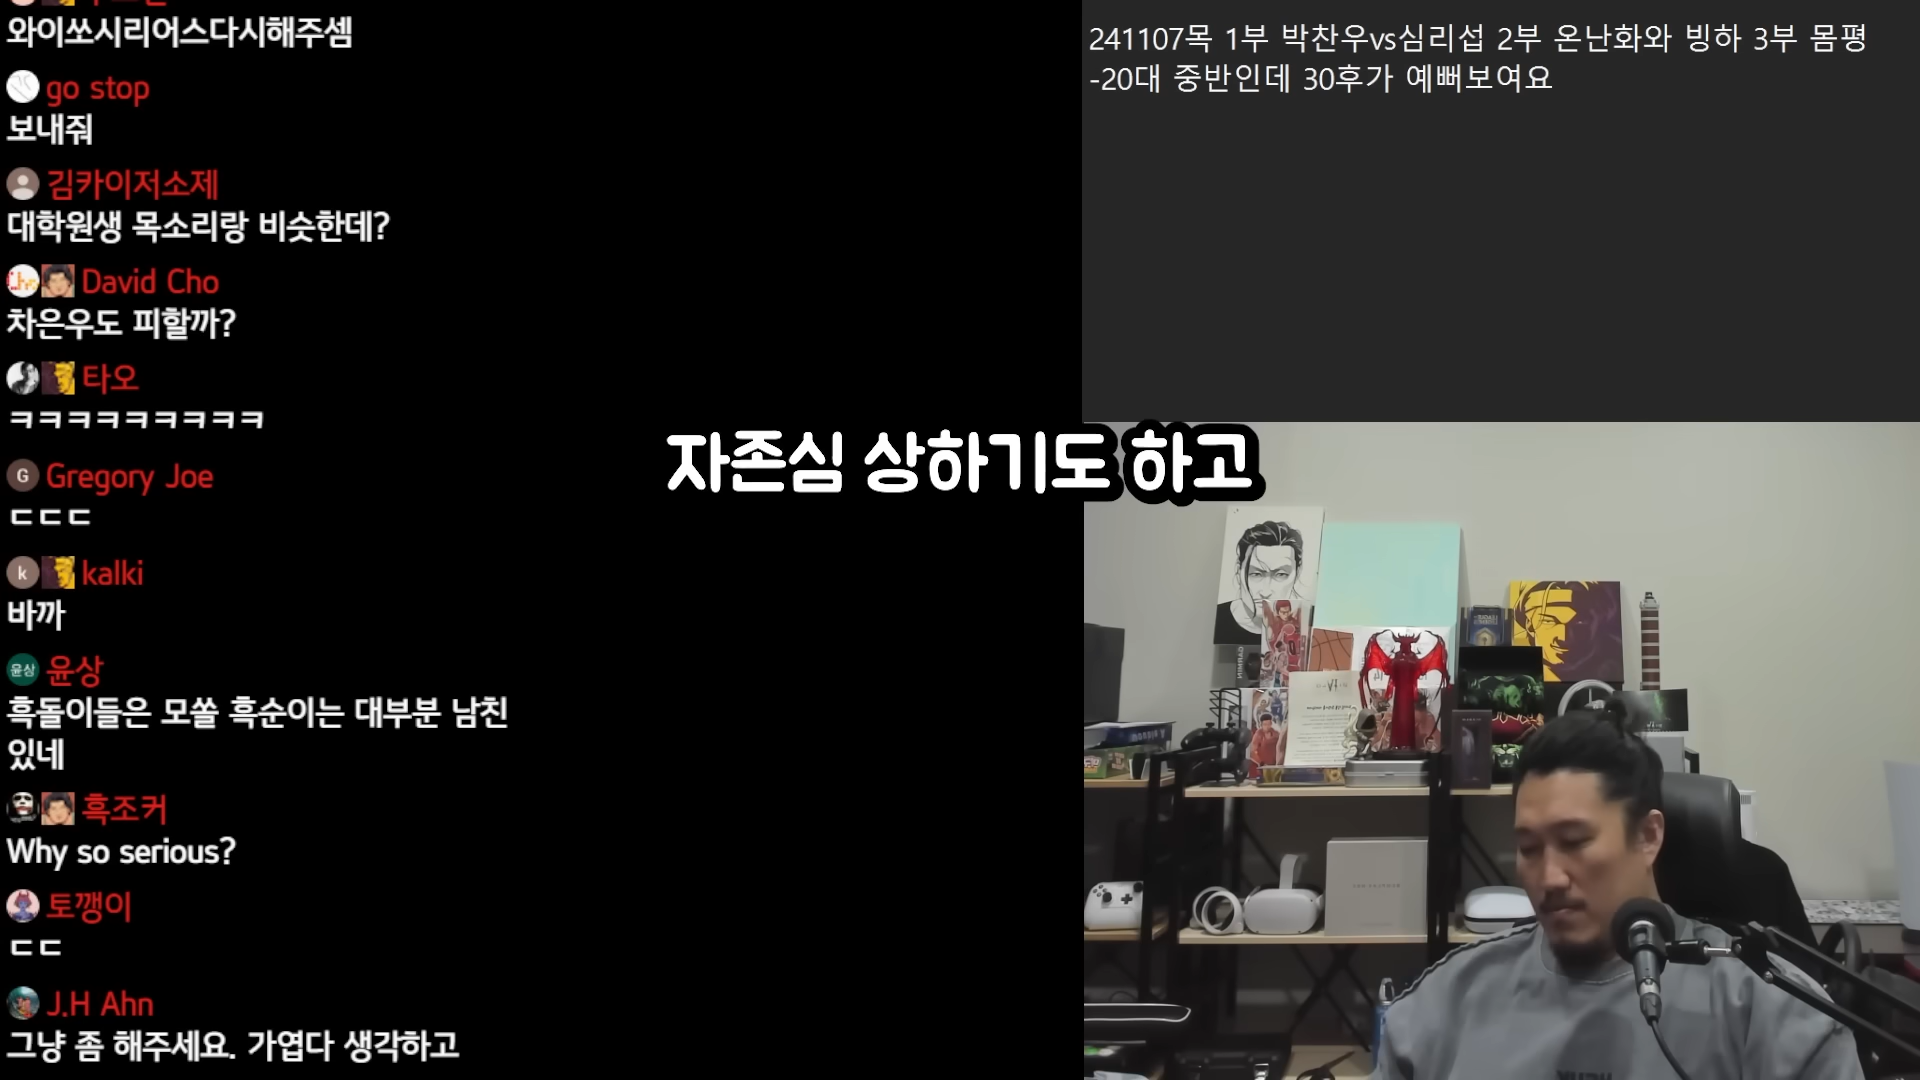 와이쏘시리어스다시해주셈
go stop
보내줘
김카이저소제
대학원생 목소리랑 비슷한데?
David Cho
차은우도 피할까?
타오
ㅋㅋㅋㅋㅋㅋㅋㅋㅋ
G Gregory Joe
ㄷㄷㄷ
k kalki
바까
윤상 윤상
흑돌이들은 모쏠 흑순이는 대부분 남친
있네
흑조커
Why so serious?
토깽이
ㄷㄷ
J.H Ahn
그냥 좀 해주세요. 가엽다 생각하고
241107목 1부 박찬우vs심리섭 2부 온난화와 빙하 3부 몸평
-20대 중반인데 30후가 예뻐보여요
자존심 상하기도 하고